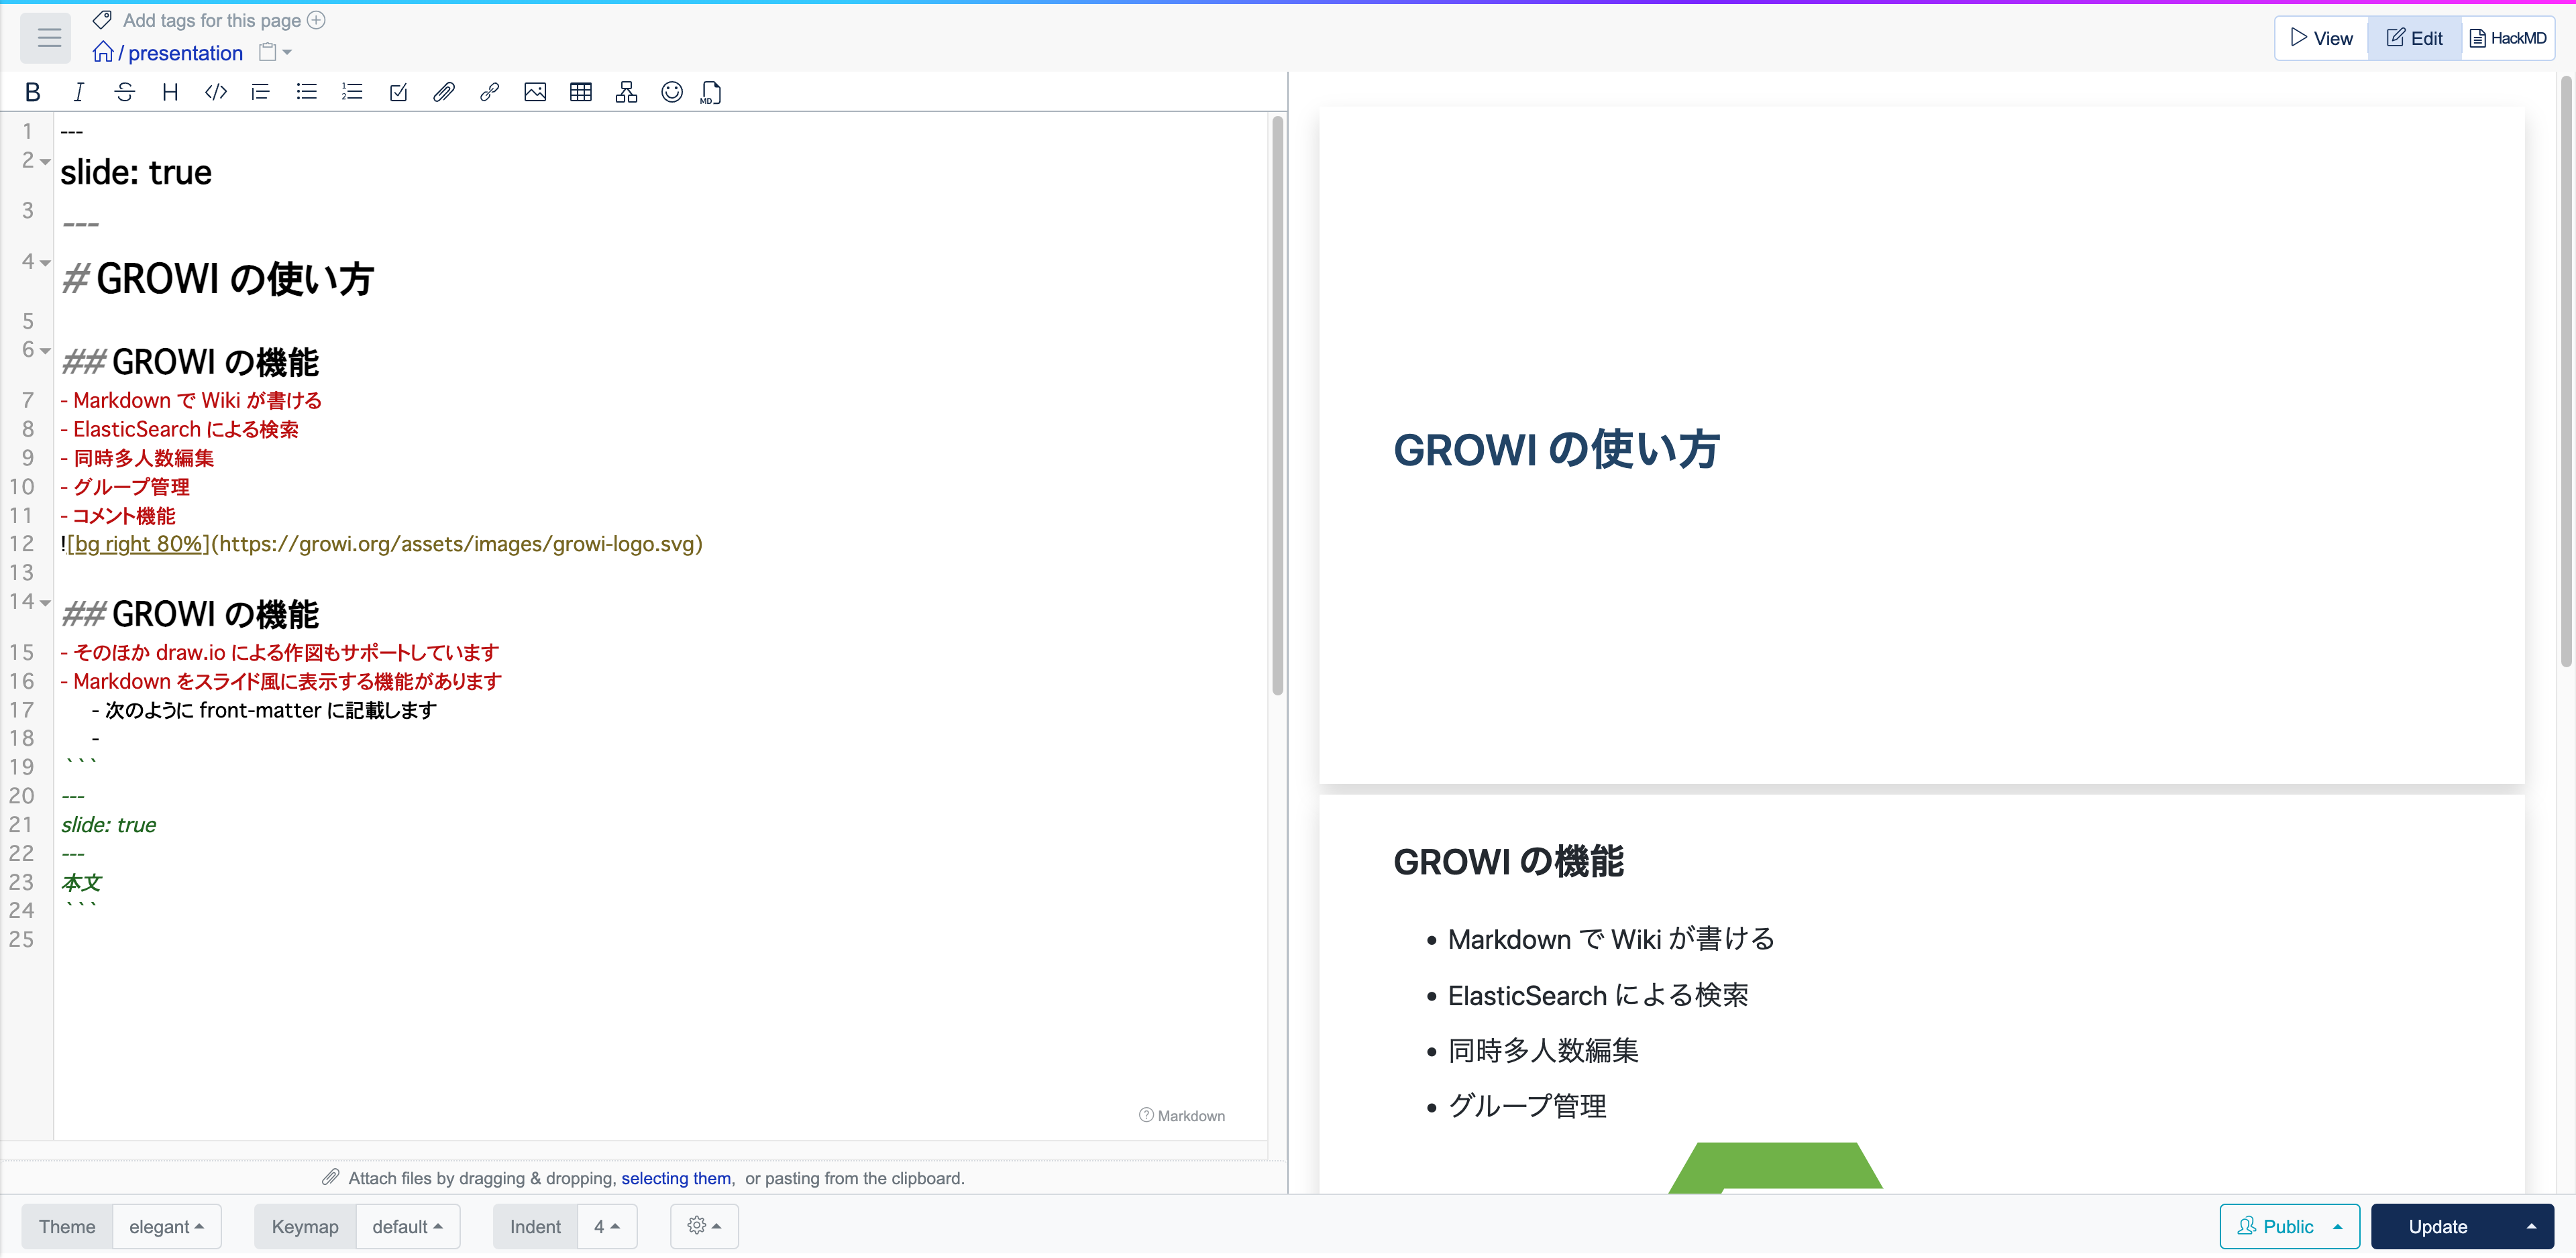 Add tags for this page
/ presentation
View Edit HackMD
B I S H
1 ---
2 slide: true
3 ---
4 # GROWI の使い方
5
6 ## GROWI の機能
7 - Markdown で Wiki が書ける
8 - ElasticSearch による検索
9 - 同時多人数編集
10 - グループ管理
11 - コメント機能
12 ![bg right 80%](https://growi.org/assets/images/growi-logo.svg)
13
14 ## GROWI の機能
15 - そのほか draw.io による作図もサポートしています
16 - Markdown をスライド風に表示する機能があります
17 - 次のように front-matter に記載します
18 -
19 ```
20 ---
21 slide: true
22 ---
23 本文
24 ```
25
Markdown
Attach files by dragging & dropping, selecting them, or pasting from the clipboard.
GROWI の使い方
GROWI の機能
• Markdown で Wiki が書ける
• ElasticSearch による検索
• 同時多人数編集
• グループ管理
Theme elegant Keymap default Indent 4
Public Update